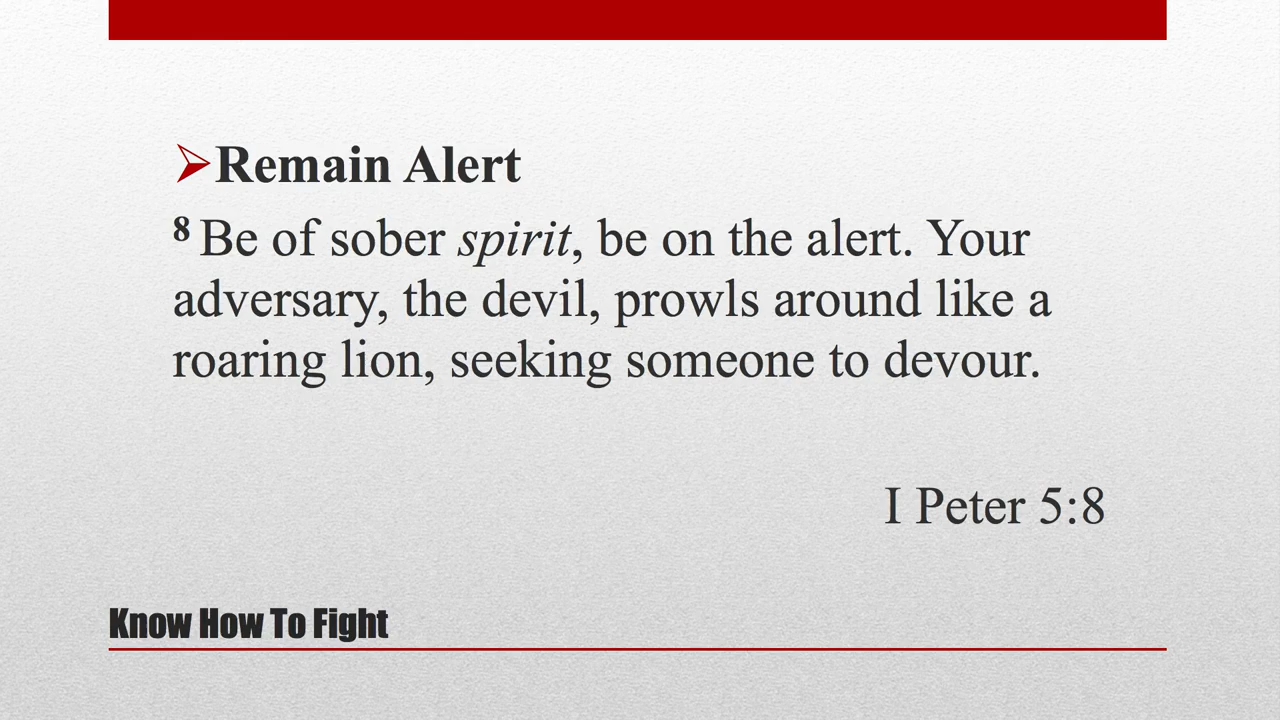 ➢Remain Alert
8 Be of sober spirit, be on the alert. Your
adversary, the devil, prowls around like a
roaring lion, seeking someone to devour.
I Peter 5:8
Know How To Fight